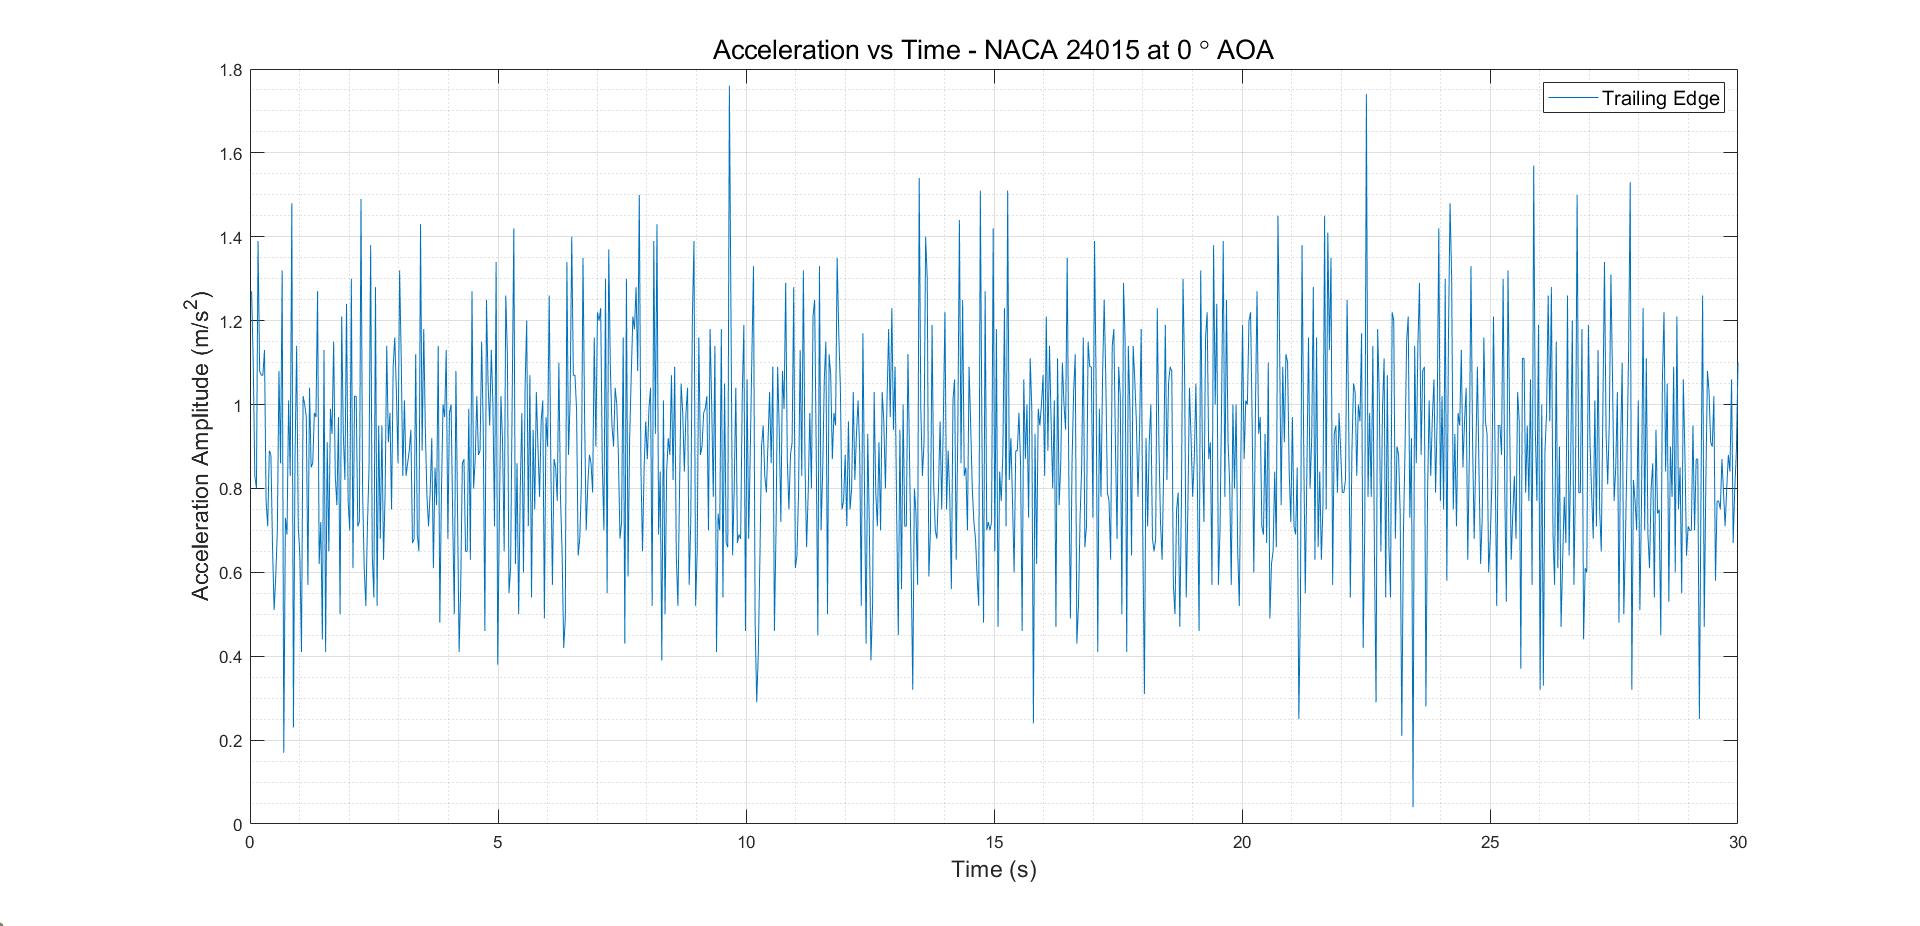 Acceleration vs Time - NACA 24015 at 0 ° AOA
Trailing Edge
Acceleration Amplitude (m/s²)
1.8
1.6
1.4
1.2
1
0.8
0.6
0.4
0.2
0
0 5 10 15 20 25 30
Time (s)